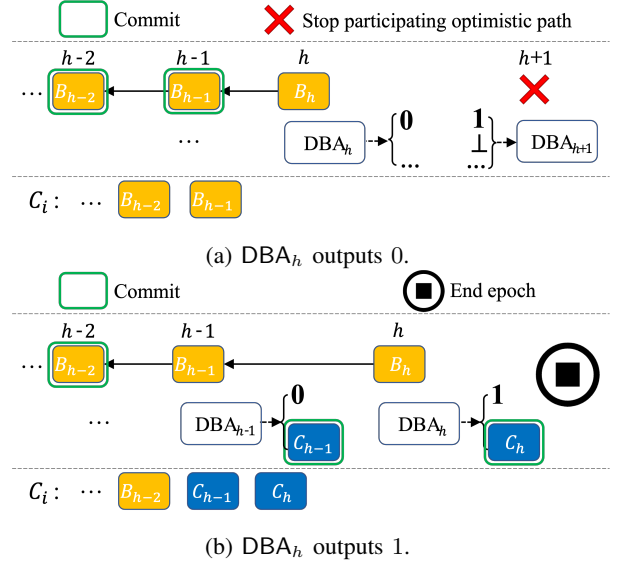 Commit Stop participating optimistic path
h-2 h-1 h h+1
... B_{h-2} B_{h-1} B_h
... DBA_h 0 ... 1 ⊥ ... DBA_{h+1}
C_i: ... B_{h-2} B_{h-1}
(a) DBA_h outputs 0.
Commit End epoch
h-2 h-1 h
... B_{h-2} B_{h-1} B_h
... DBA_{h-1} 0 C_{h-1} DBA_h 1 C_h
C_i: ... B_{h-2} C_{h-1} C_h
(b) DBA_h outputs 1.